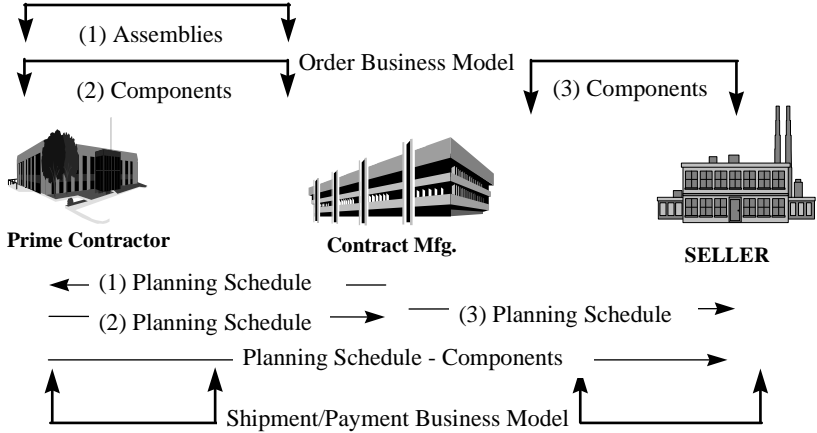 (1) Assemblies
Order Business Model
(2) Components
(3) Components
Prime Contractor
Contract Mfg.
SELLER
(1) Planning Schedule
(2) Planning Schedule
(3) Planning Schedule
Planning Schedule - Components
Shipment/Payment Business Model